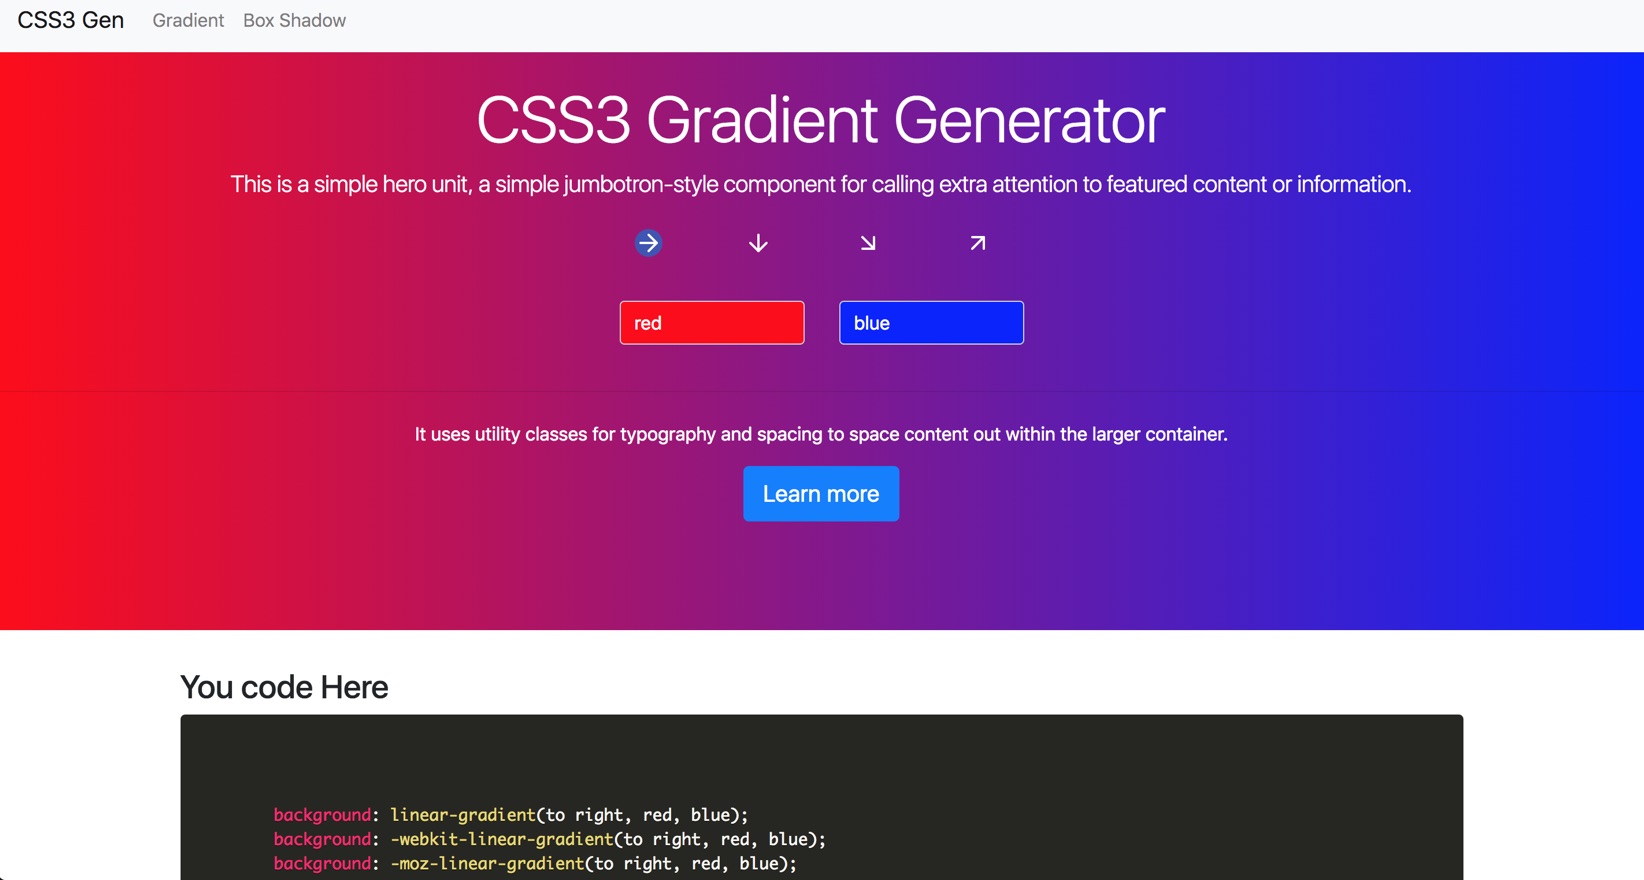 CSS3 Gen Gradient Box Shadow
CSS3 Gradient Generator
This is a simple hero unit, a simple jumbotron-style component for calling extra attention to featured content or information.
red blue
It uses utility classes for typography and spacing to space content out within the larger container.
Learn more
You code Here
background: linear-gradient(to right, red, blue);
background: -webkit-linear-gradient(to right, red, blue);
background: -moz-linear-gradient(to right, red, blue);